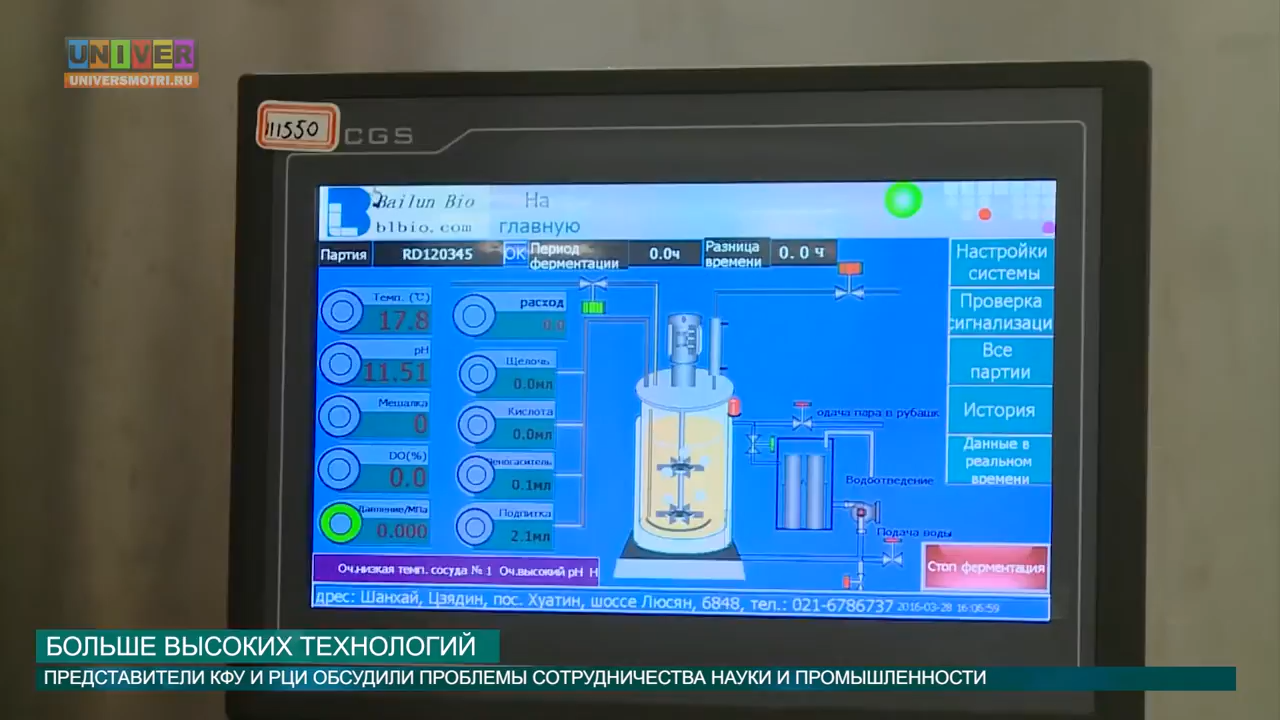 UNIVER
UNIVERSMOTRI.RU
111550
CGS
Bailun Bio
blbio.com
На
главную
Партия
RD120345
OK
Период
ферментации
0.0ч
Разница
времени
0.0 ч
Настройки
системы
Проверка
сигнализаци
Все
партии
История
Данные в
реальном
времени
Темп. (℃)
17.8
pH
11.51
Мешалка
0
DO(%)
0.0
Давление/МПа
0.000
расход
0.0
Щелочь
0.0мл
Кислота
0.0мл
Пеногаситель
0.1мл
Подпитка
2.1мл
одача пара в рубашк
Водоотведение
Подача воды
Стоп ферментация
Оч.низкая темп. сосуда № 1 Оч.высокий pH Н
дрес: Шанхай, Цзядин, пос. Хуатин, шоссе Люсян, 6848, тел.: 021-6786737 2016-03-28 16:06:59
БОЛЬШЕ ВЫСОКИХ ТЕХНОЛОГИЙ
ПРЕДСТАВИТЕЛИ КФУ И РЦИ ОБСУДИЛИ ПРОБЛЕМЫ СОТРУДНИЧЕСТВА НАУКИ И ПРОМЫШЛЕННОСТИ